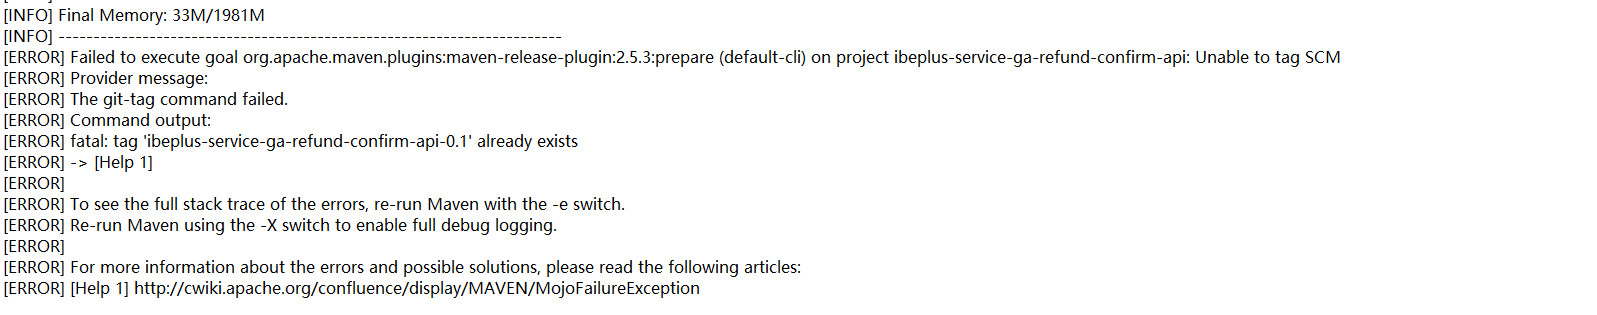 [INFO] Final Memory: 33M/1981M
[INFO] ------------------------------------------------------------------------
[ERROR] Failed to execute goal org.apache.maven.plugins:maven-release-plugin:2.5.3:prepare (default-cli) on project ibeplus-service-ga-refund-confirm-api: Unable to tag SCM
[ERROR] Provider message:
[ERROR] The git-tag command failed.
[ERROR] Command output:
[ERROR] fatal: tag 'ibeplus-service-ga-refund-confirm-api-0.1' already exists
[ERROR] -> [Help 1]
[ERROR]
[ERROR] To see the full stack trace of the errors, re-run Maven with the -e switch.
[ERROR] Re-run Maven using the -X switch to enable full debug logging.
[ERROR]
[ERROR] For more information about the errors and possible solutions, please read the following articles:
[ERROR] [Help 1] http://cwiki.apache.org/confluence/display/MAVEN/MojoFailureException